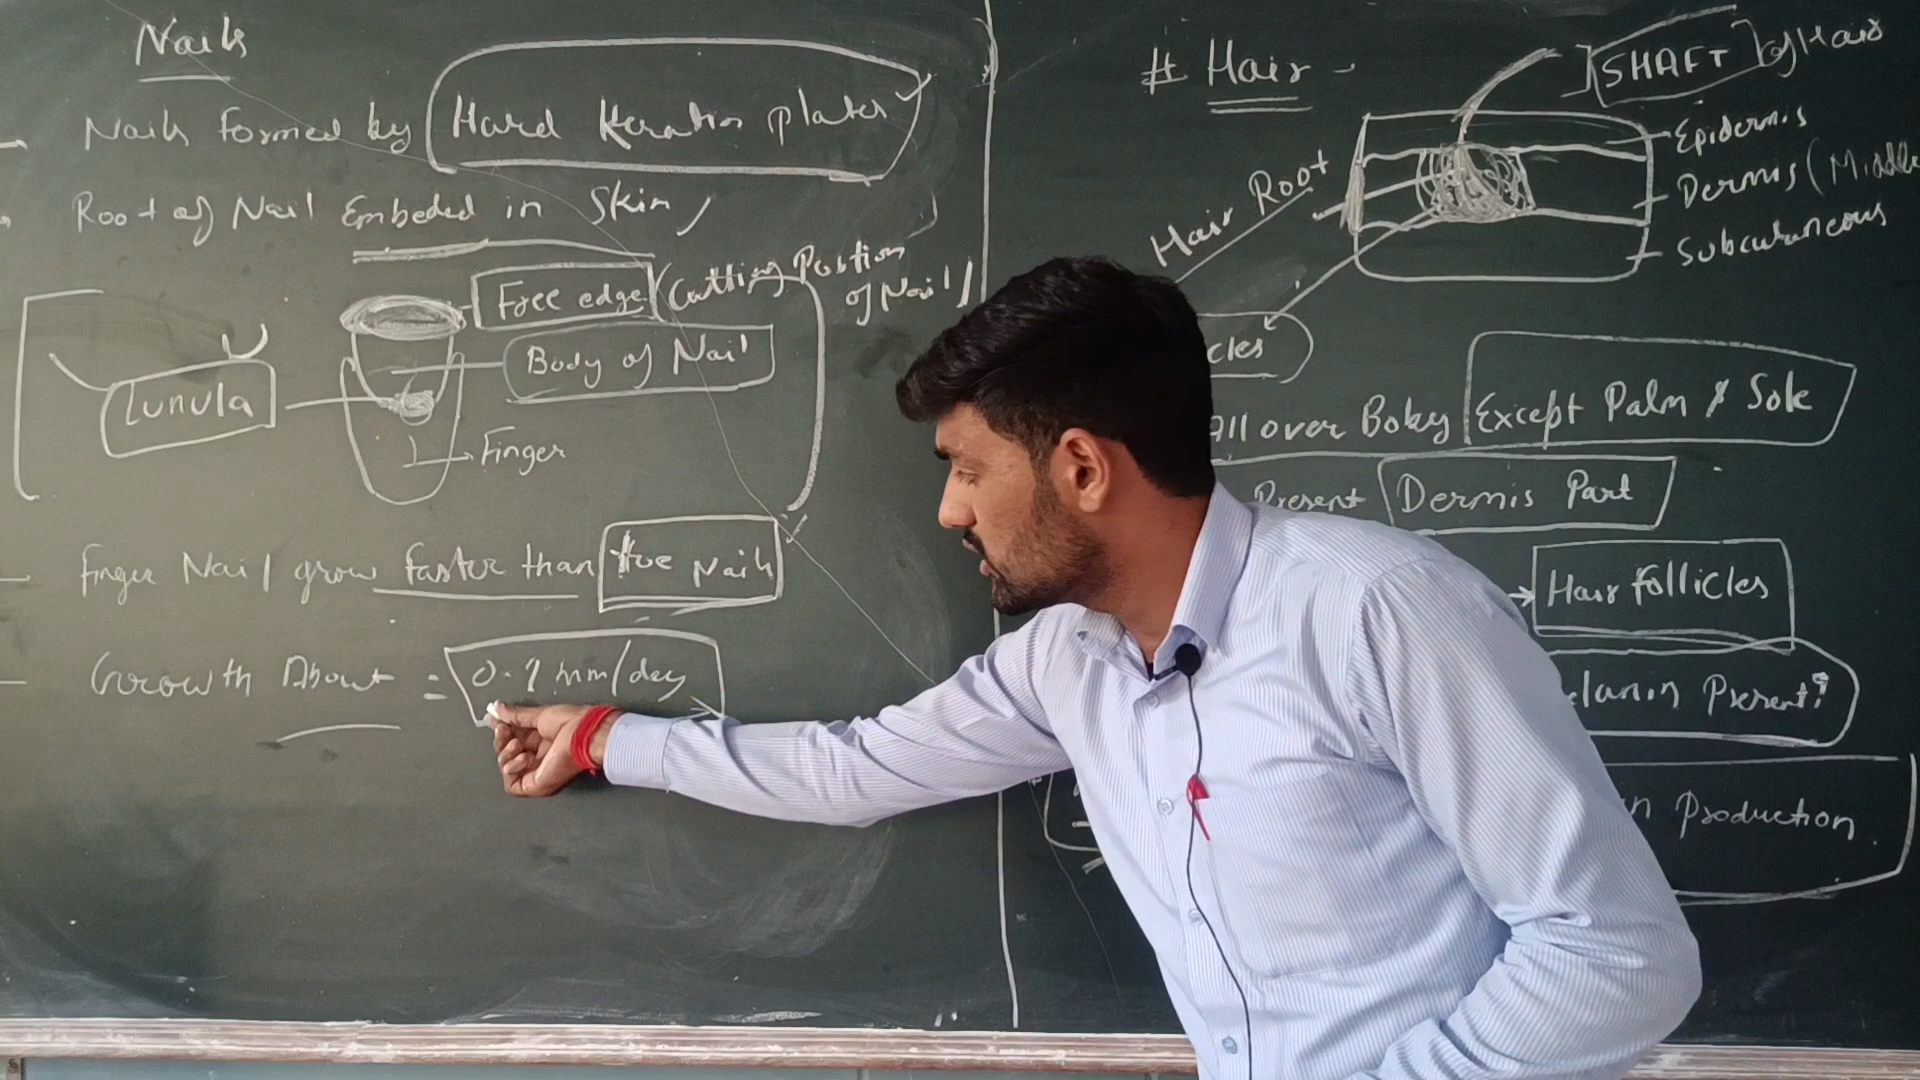 Nails
Nails formed by Hard Keratin plates
Root of Nail Embeded in Skin
Free edge (Cutting Portion of Nail)
Body of Nail
Lunula
Finger
Finger Nail grow faster than toe Nails
Growth About = 0.1 mm/day
# Hair -
SHAFT of Hair
Epidermis
Dermis (Middle
Subcutaneous
Hair Root
cles
All over Boby Except Palm & Sole
Present Dermis Part
→ Hair follicles
elanin Present
n Production